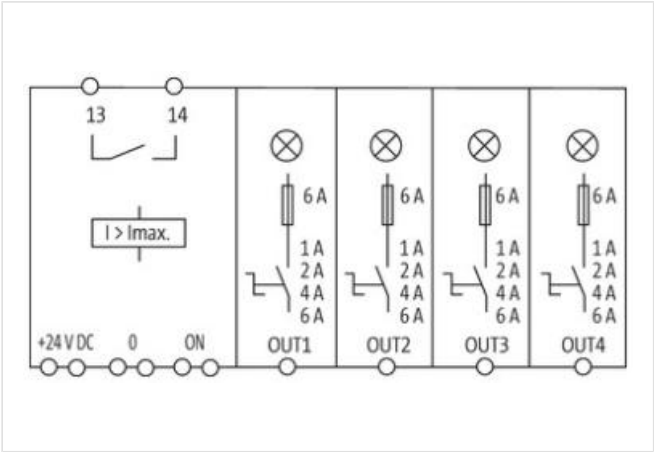 13 14
I > Imax.
+24 V DC 0 ON
6 A
1 A
2 A
4 A
6 A
OUT1
6 A
1 A
2 A
4 A
6 A
OUT2
6 A
1 A
2 A
4 A
6 A
OUT3
6 A
1 A
2 A
4 A
6 A
OUT4